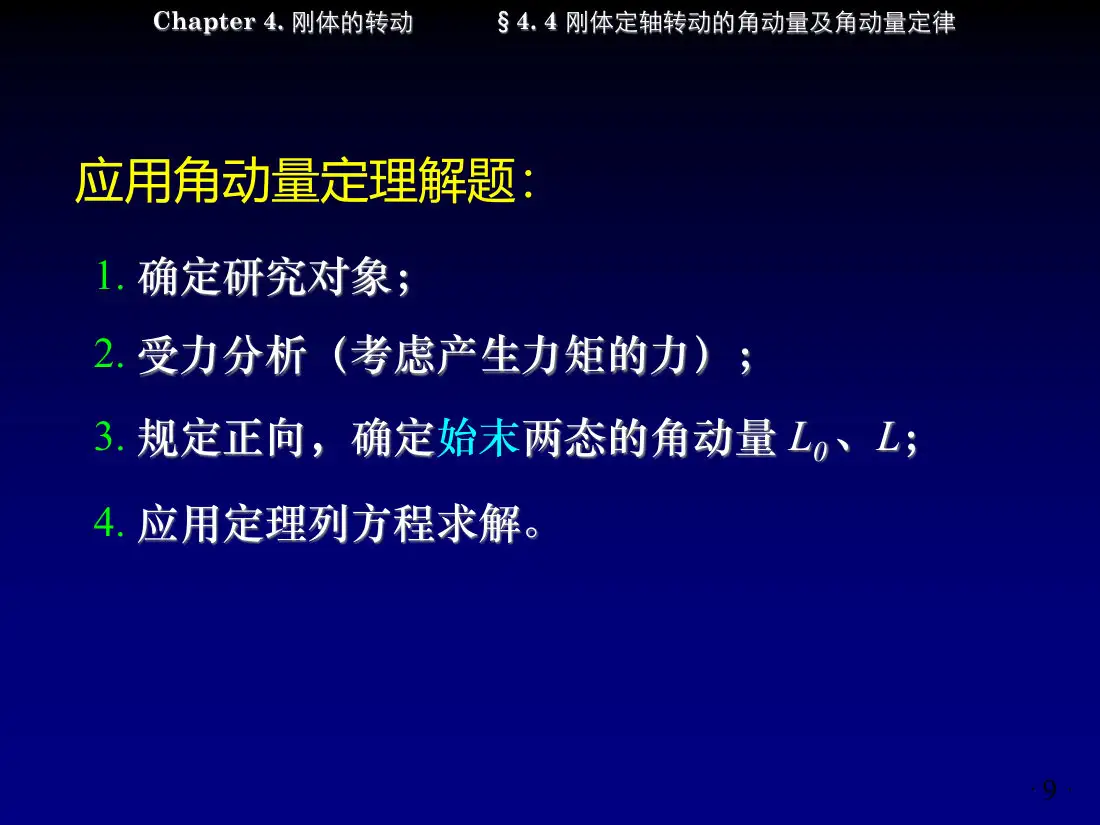 Chapter 4. 刚体的转动 §4. 4 刚体定轴转动的角动量及角动量定律
应用角动量定理解题：
1. 确定研究对象；
2. 受力分析（考虑产生力矩的力）；
3. 规定正向，确定始末两态的角动量 L₀、L；
4. 应用定理列方程求解。
· 9 ·